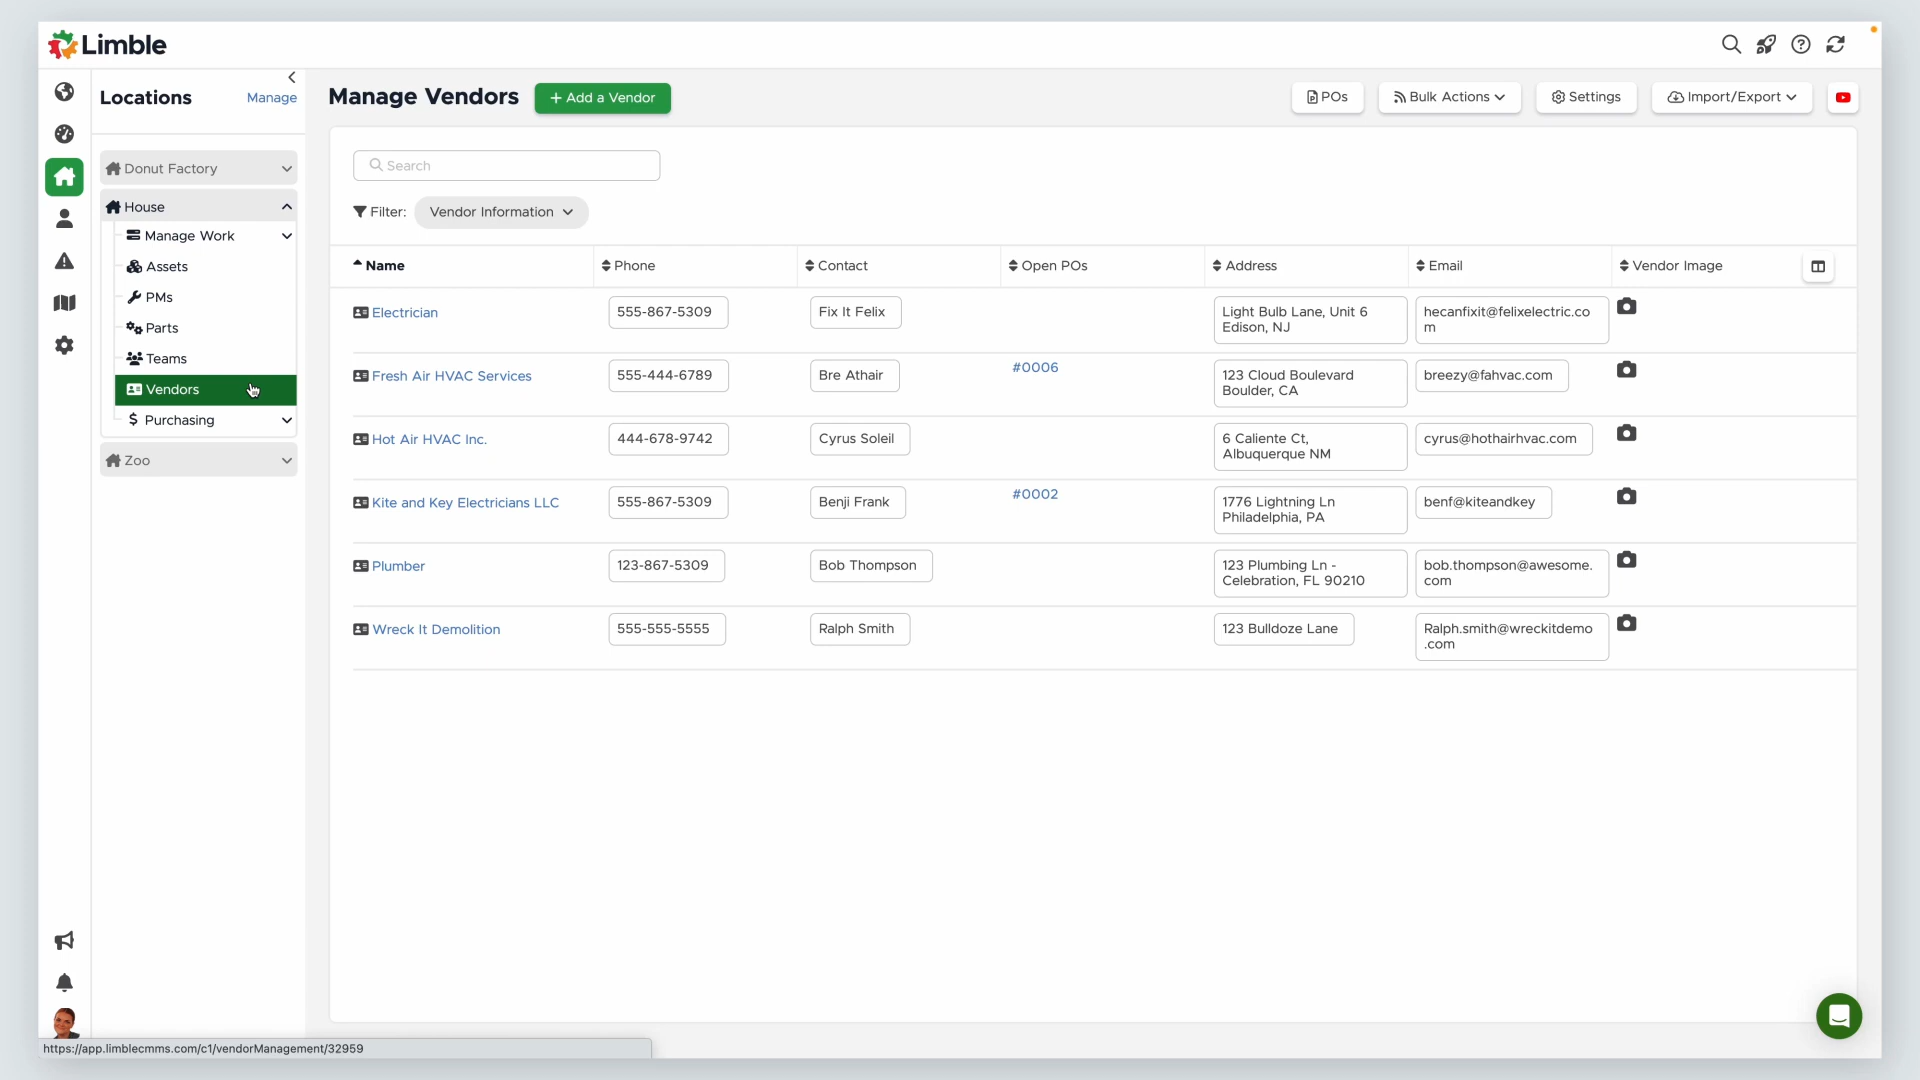 Limble
Locations
Manage
Donut Factory
House
Manage Work
Assets
PMs
Parts
Teams
Vendors
Purchasing
Zoo
Manage Vendors
+ Add a Vendor
POs
Bulk Actions
Settings
Import/Export
Search
Filter:
Vendor Information
Name
Phone
Contact
Open POs
Address
Email
Vendor Image
Electrician
555-867-5309
Fix It Felix
Light Bulb Lane, Unit 6
Edison, NJ
hecanfixit@felixelectric.co
m
Fresh Air HVAC Services
555-444-6789
Bre Athair
#0006
123 Cloud Boulevard
Boulder, CA
breezy@fahvac.com
Hot Air HVAC Inc.
444-678-9742
Cyrus Soleil
6 Caliente Ct,
Albuquerque NM
cyrus@hothairhvac.com
Kite and Key Electricians LLC
555-867-5309
Benji Frank
#0002
1776 Lightning Ln
Philadelphia, PA
benf@kiteandkey
Plumber
123-867-5309
Bob Thompson
123 Plumbing Ln -
Celebration, FL 90210
bob.thompson@awesome.
com
Wreck It Demolition
555-555-5555
Ralph Smith
123 Bulldoze Lane
Ralph.smith@wreckitdemo
.com
https://app.limblecmms.com/c1/vendorManagement/32959